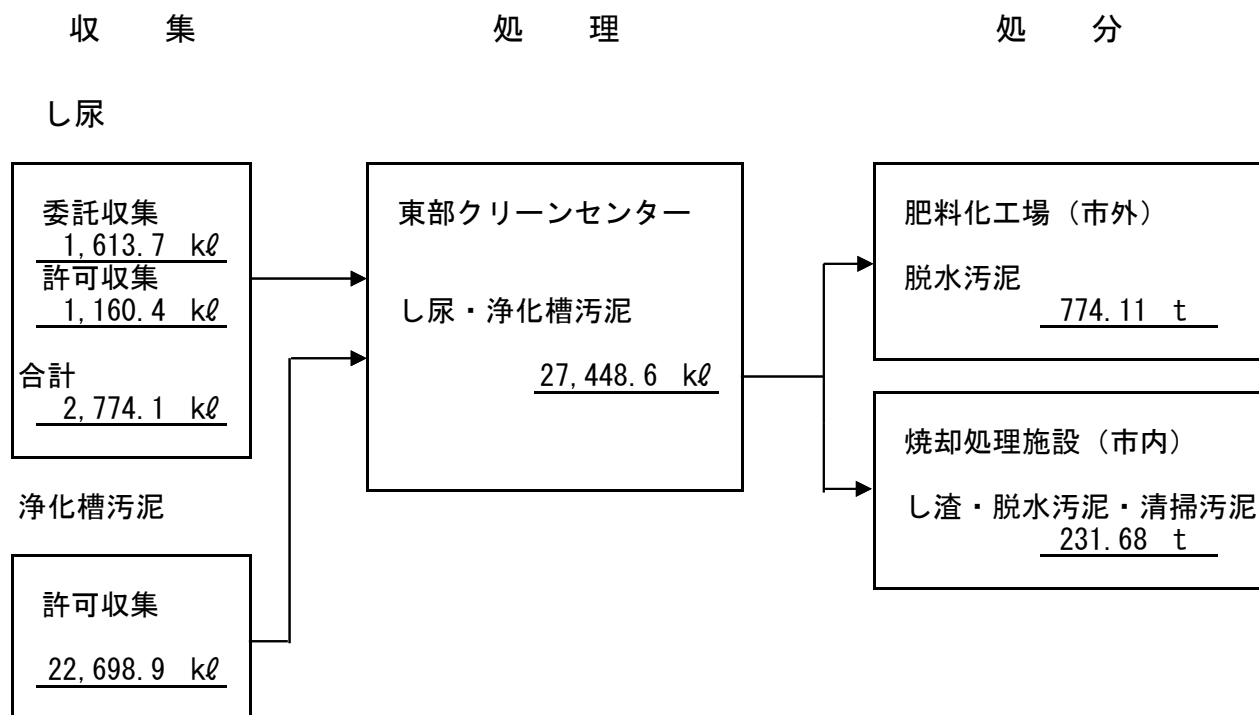 収 集
処 理
処 分
し尿
委託収集
1,613.7 kℓ
許可収集
1,160.4 kℓ
合計
2,774.1 kℓ
浄化槽汚泥
許可収集
22,698.9 kℓ
東部クリーンセンター
し尿・浄化槽汚泥
27,448.6 kℓ
肥料化工場（市外）
脱水汚泥
774.11 t
焼却処理施設（市内）
し渣・脱水汚泥・清掃汚泥
231.68 t